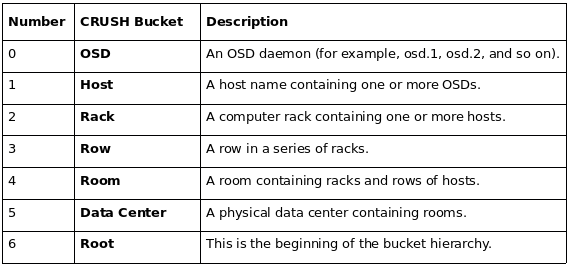 Number CRUSH Bucket Description
0 OSD An OSD daemon (for example, osd.1, osd.2, and so on).
1 Host A host name containing one or more OSDs.
2 Rack A computer rack containing one or more hosts.
3 Row A row in a series of racks.
4 Room A room containing racks and rows of hosts.
5 Data Center A physical data center containing rooms.
6 Root This is the beginning of the bucket hierarchy.